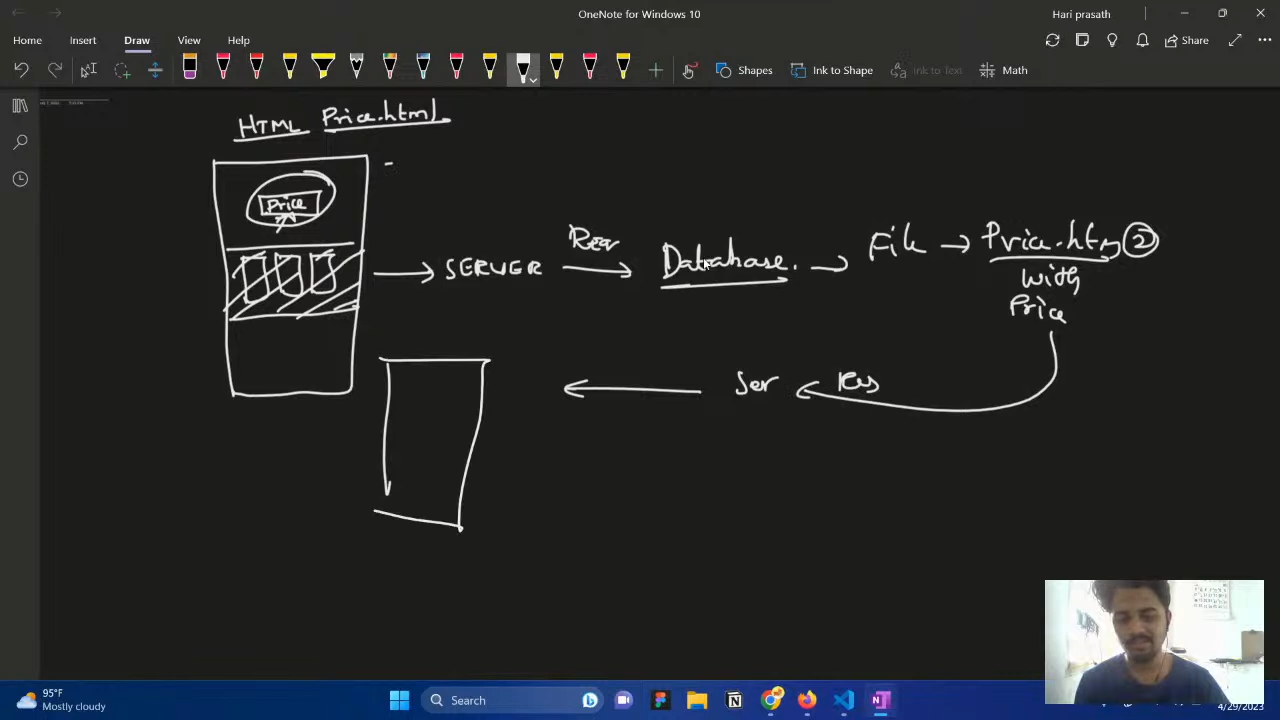 OneNote for Windows 10
Hari prasath
Home Insert Draw View Help
Share
Shapes Ink to Shape Ink to Text Math
HTML Price.html
Price
SERVER
Database.
File
Price.htm 2
with
Price
Ser
Res
95°F
Mostly cloudy
Search
4/29/2023